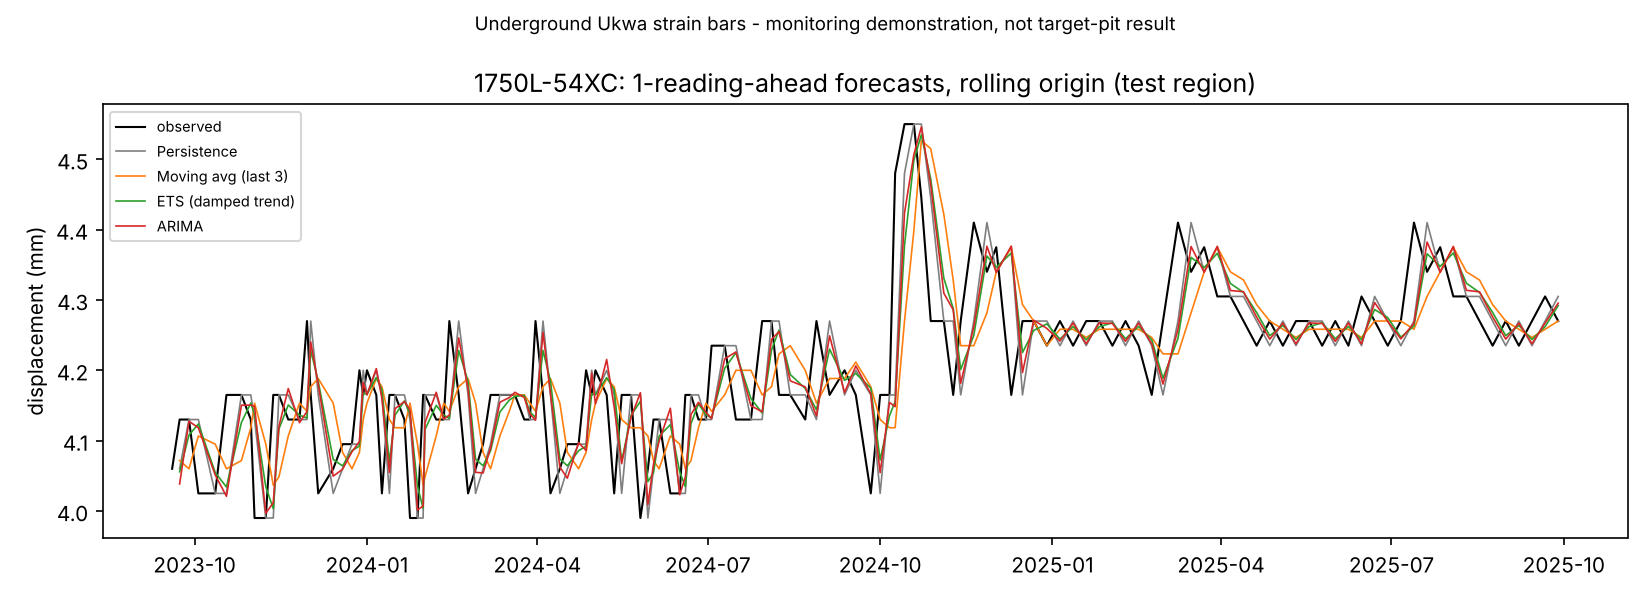 Underground Ukwa strain bars - monitoring demonstration, not target-pit result
1750L-54XC: 1-reading-ahead forecasts, rolling origin (test region)
observed
Persistence
Moving avg (last 3)
ETS (damped trend)
ARIMA
displacement (mm)
4.5
4.4
4.3
4.2
4.1
4.0
2023-10
2024-01
2024-04
2024-07
2024-10
2025-01
2025-04
2025-07
2025-10